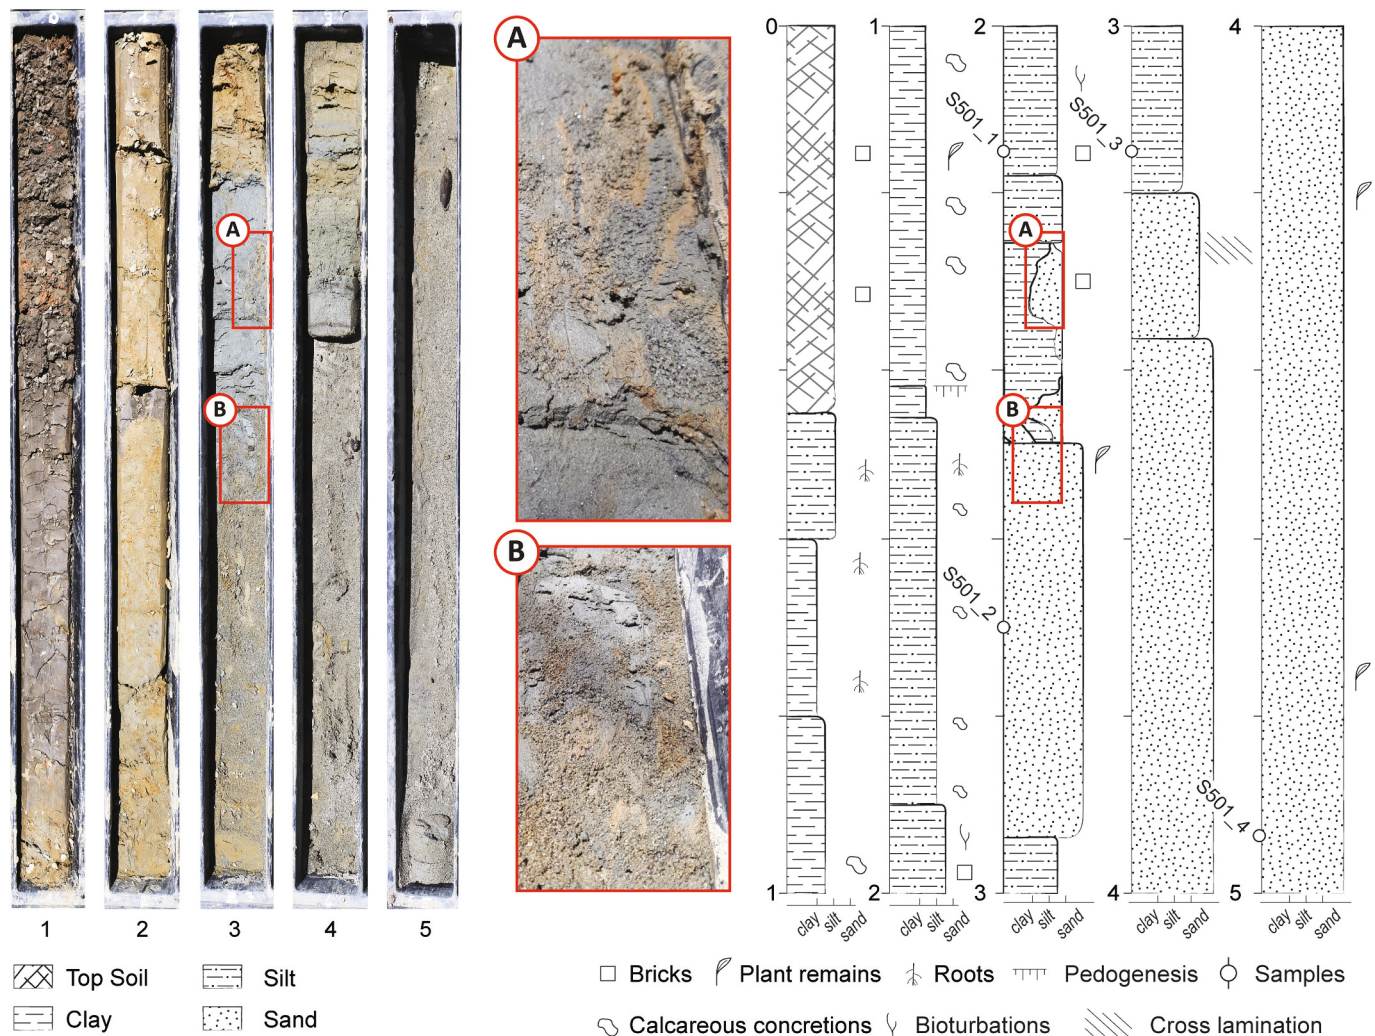 A
B
A
B
1
2
3
4
5
A
B
0
1
2
3
4
1
2
3
4
5
S501_1
S501_2
S501_3
S501_4
clay silt sand
clay silt sand
clay silt sand
clay silt sand
clay silt sand
Top Soil
Silt
Clay
Sand
Bricks
Plant remains
Roots
Pedogenesis
Samples
Calcareous concretions
Bioturbations
Cross lamination